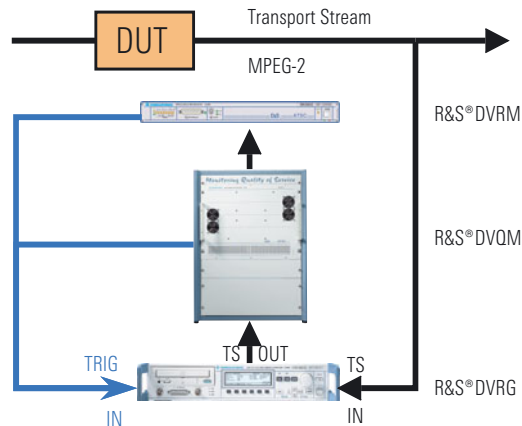 DUT
Transport Stream
MPEG-2
R&S®DVRM
Monitoring Quality of Service
R&S®DVQM
TS OUT
TRIG
TS
R&S®DVRG
IN
IN